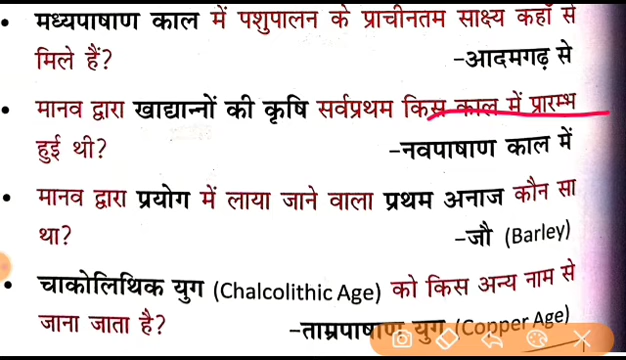 • मध्यपाषाण काल में पशुपालन के प्राचीनतम साक्ष्य कहाँ से
मिले हैं? -आदमगढ़ से
• मानव द्वारा खाद्यान्नों की कृषि सर्वप्रथम किस काल में प्रारम्भ
हुई थी? -नवपाषाण काल में
• मानव द्वारा प्रयोग में लाया जाने वाला प्रथम अनाज कौन सा
था? -जौ (Barley)
• चाकोलिथिक युग (Chalcolithic Age) को किस अन्य नाम से
जाना जाता है? -ताम्रपाषाण युग (Copper Age)